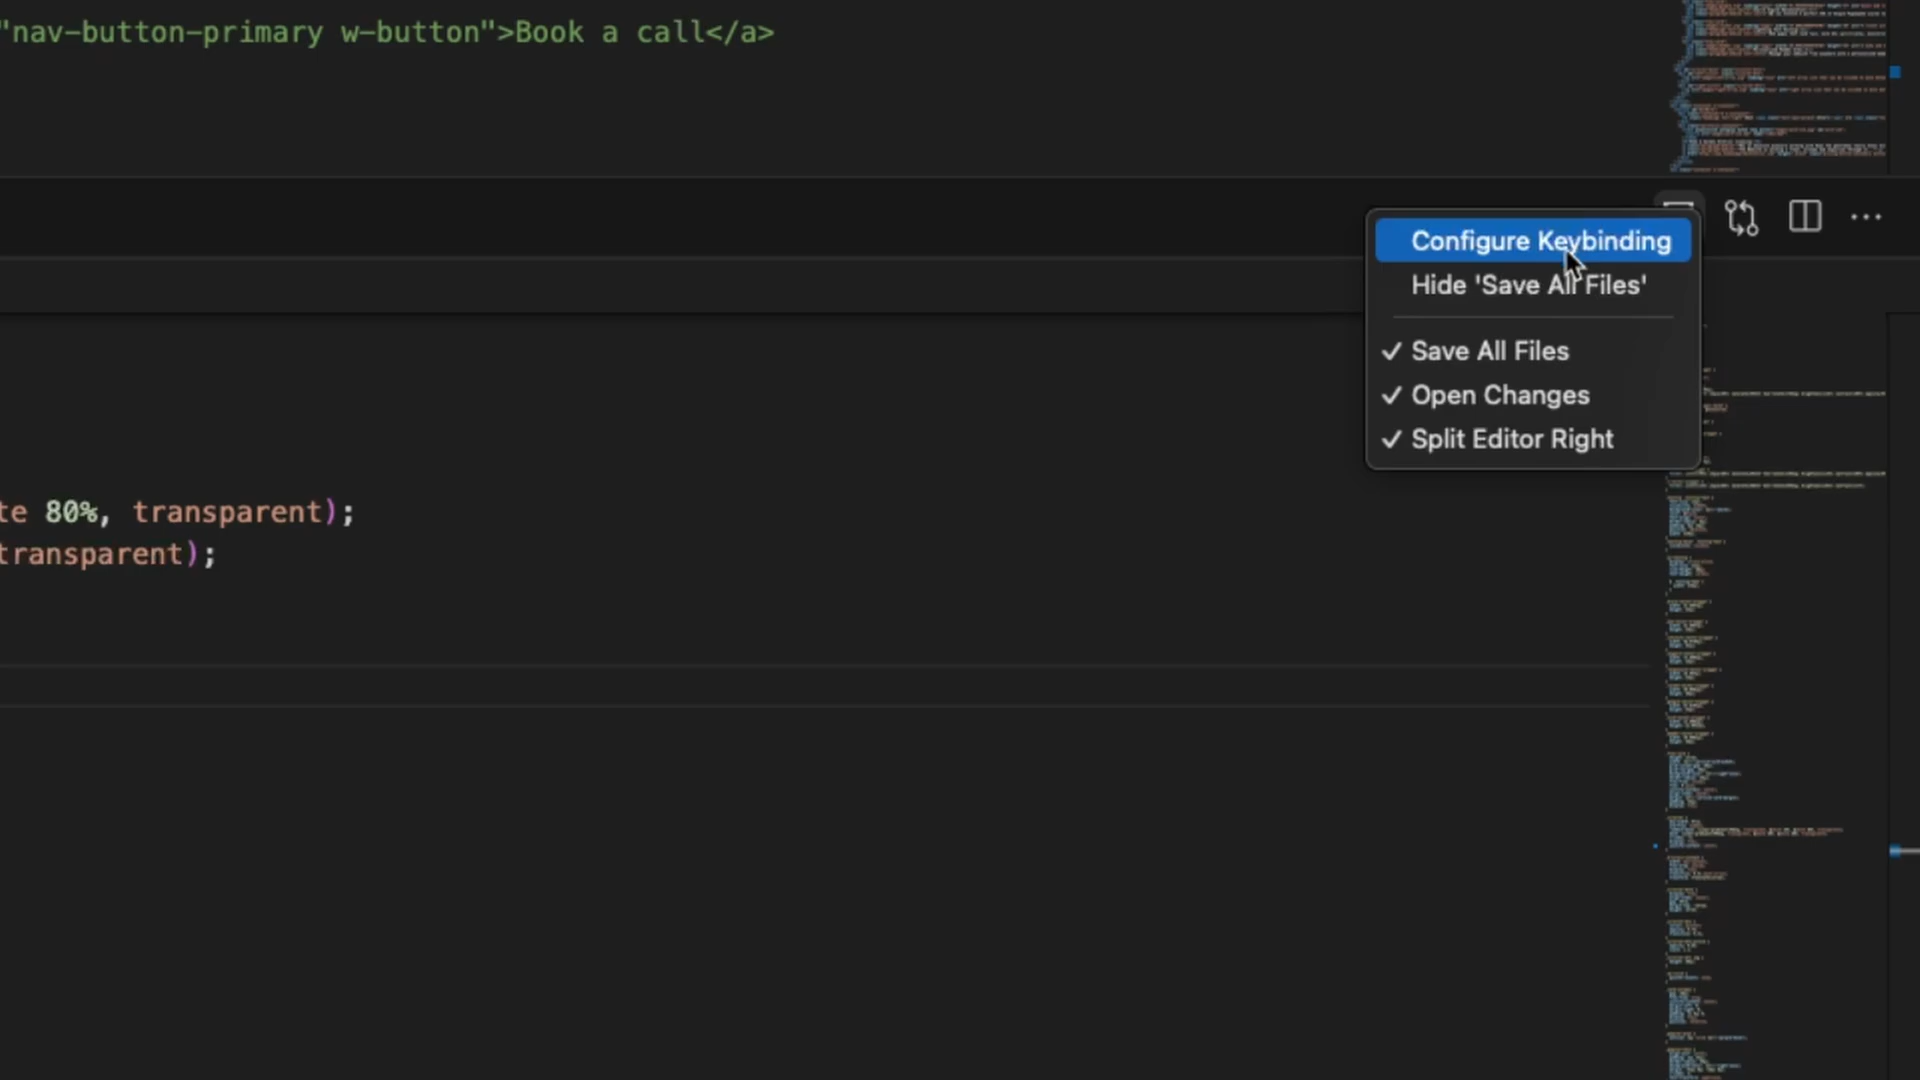 "nav-button-primary w-button">Book a call</a>
Configure Keybinding
Hide 'Save All Files'
✓ Save All Files
✓ Open Changes
✓ Split Editor Right
te 80%, transparent);
transparent);